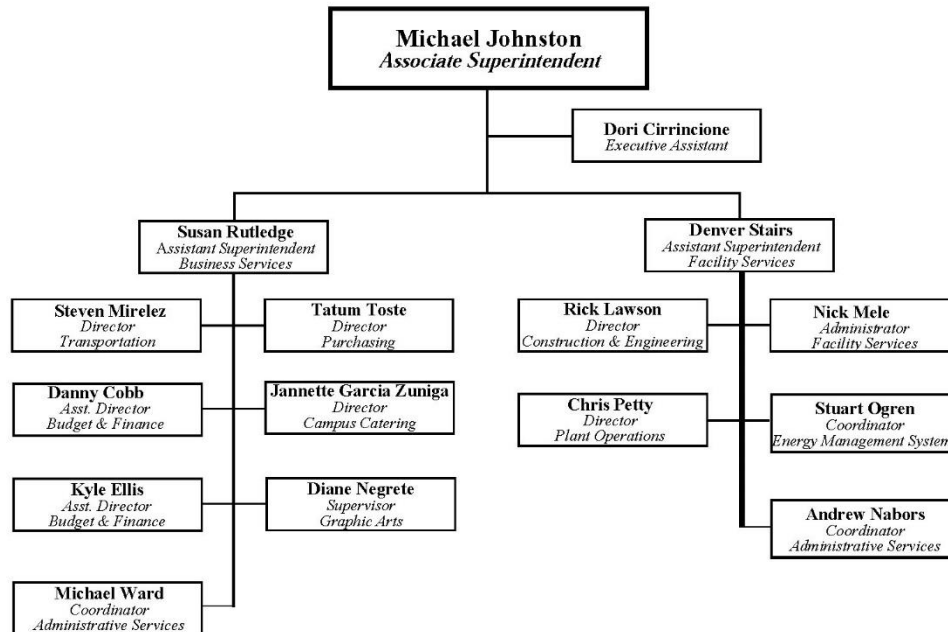 Michael Johnston
Associate Superintendent
Dori Cirrincione
Executive Assistant
Susan Rutledge
Assistant Superintendent
Business Services
Denver Stairs
Assistant Superintendent
Facility Services
Steven Mirelez
Director
Transportation
Tatum Toste
Director
Purchasing
Rick Lawson
Director
Construction & Engineering
Nick Mele
Administrator
Facility Services
Danny Cobb
Asst. Director
Budget & Finance
Jannette Garcia Zuniga
Director
Campus Catering
Chris Petty
Director
Plant Operations
Stuart Ogren
Coordinator
Energy Management System
Kyle Ellis
Asst. Director
Budget & Finance
Diane Negrete
Supervisor
Graphic Arts
Andrew Nabors
Coordinator
Administrative Services
Michael Ward
Coordinator
Administrative Services